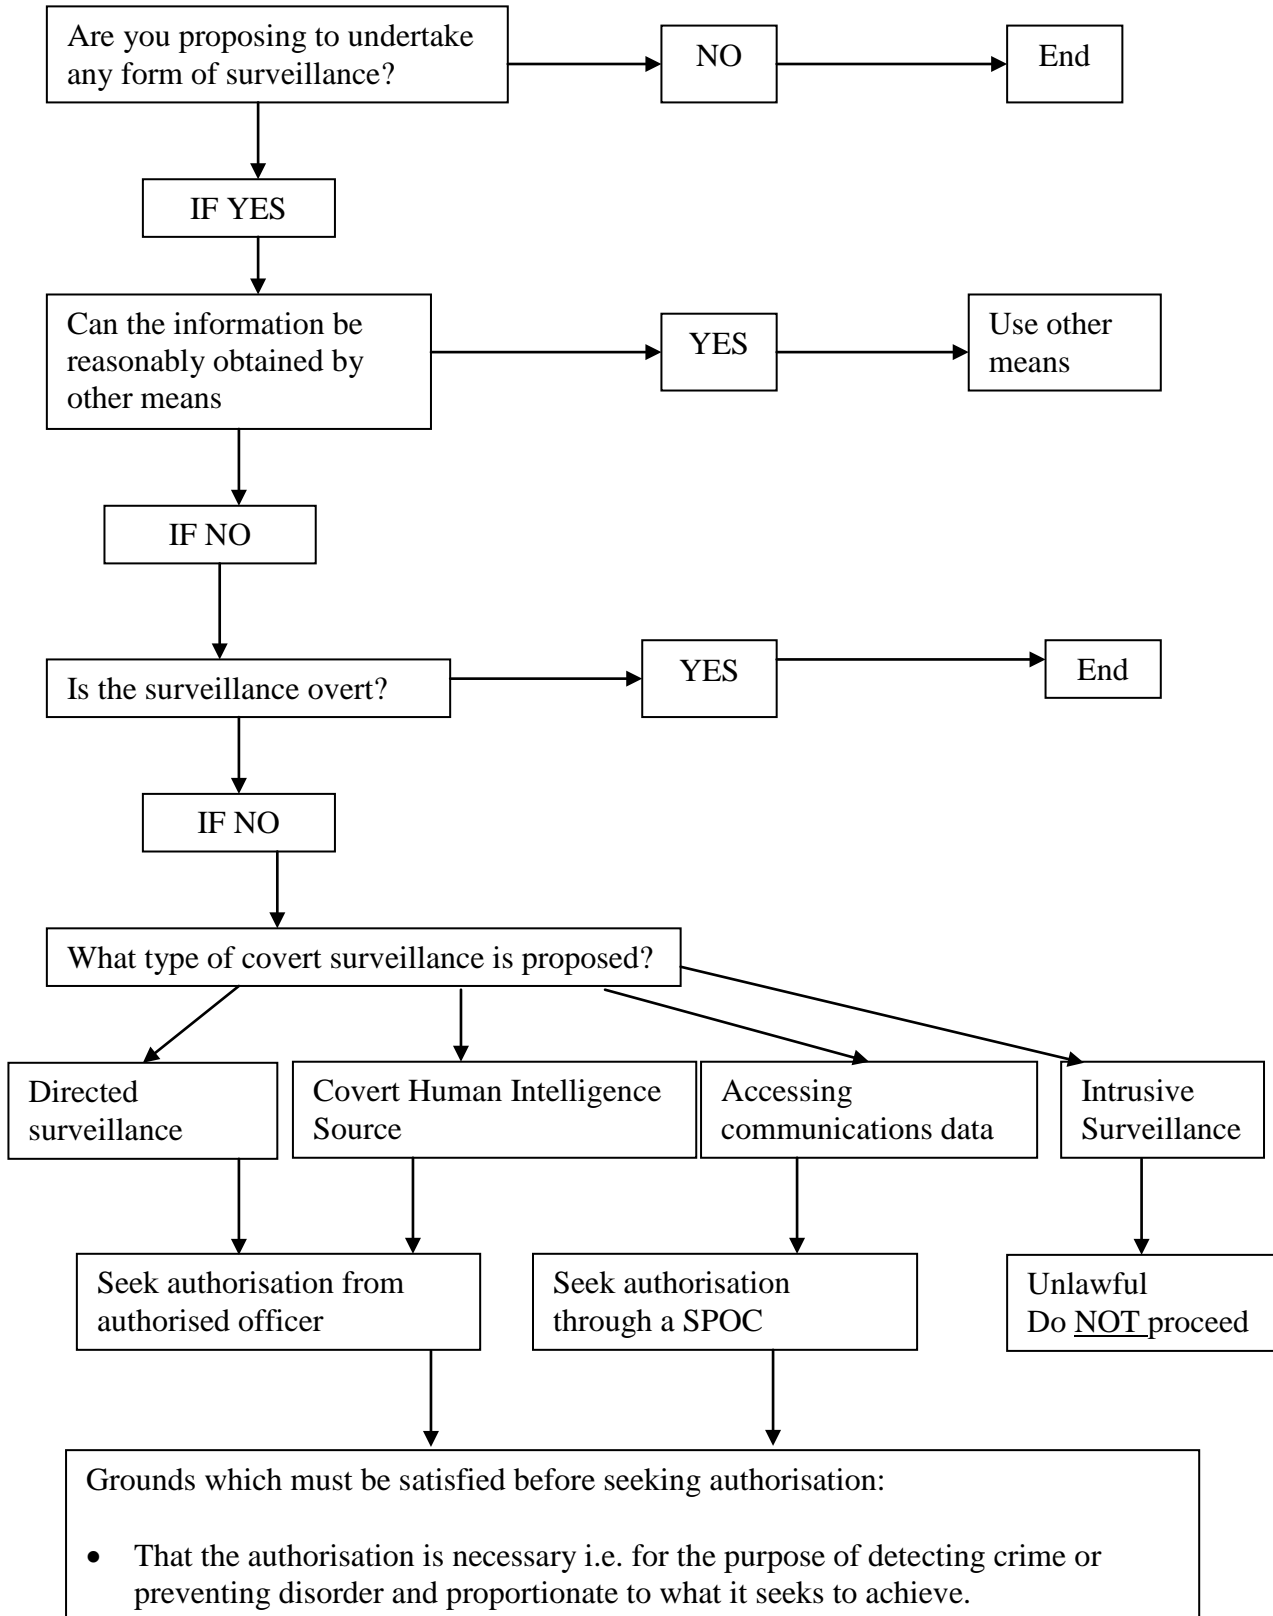 Are you proposing to undertake
any form of surveillance?
NO
End
IF YES
Can the information be
reasonably obtained by
other means
YES
Use other
means
IF NO
Is the surveillance overt?
YES
End
IF NO
What type of covert surveillance is proposed?
Directed
surveillance
Covert Human Intelligence
Source
Accessing
communications data
Intrusive
Surveillance
Seek authorisation from
authorised officer
Seek authorisation
through a SPOC
Unlawful
Do NOT proceed
Grounds which must be satisfied before seeking authorisation:
• That the authorisation is necessary i.e. for the purpose of detecting crime or
preventing disorder and proportionate to what it seeks to achieve.